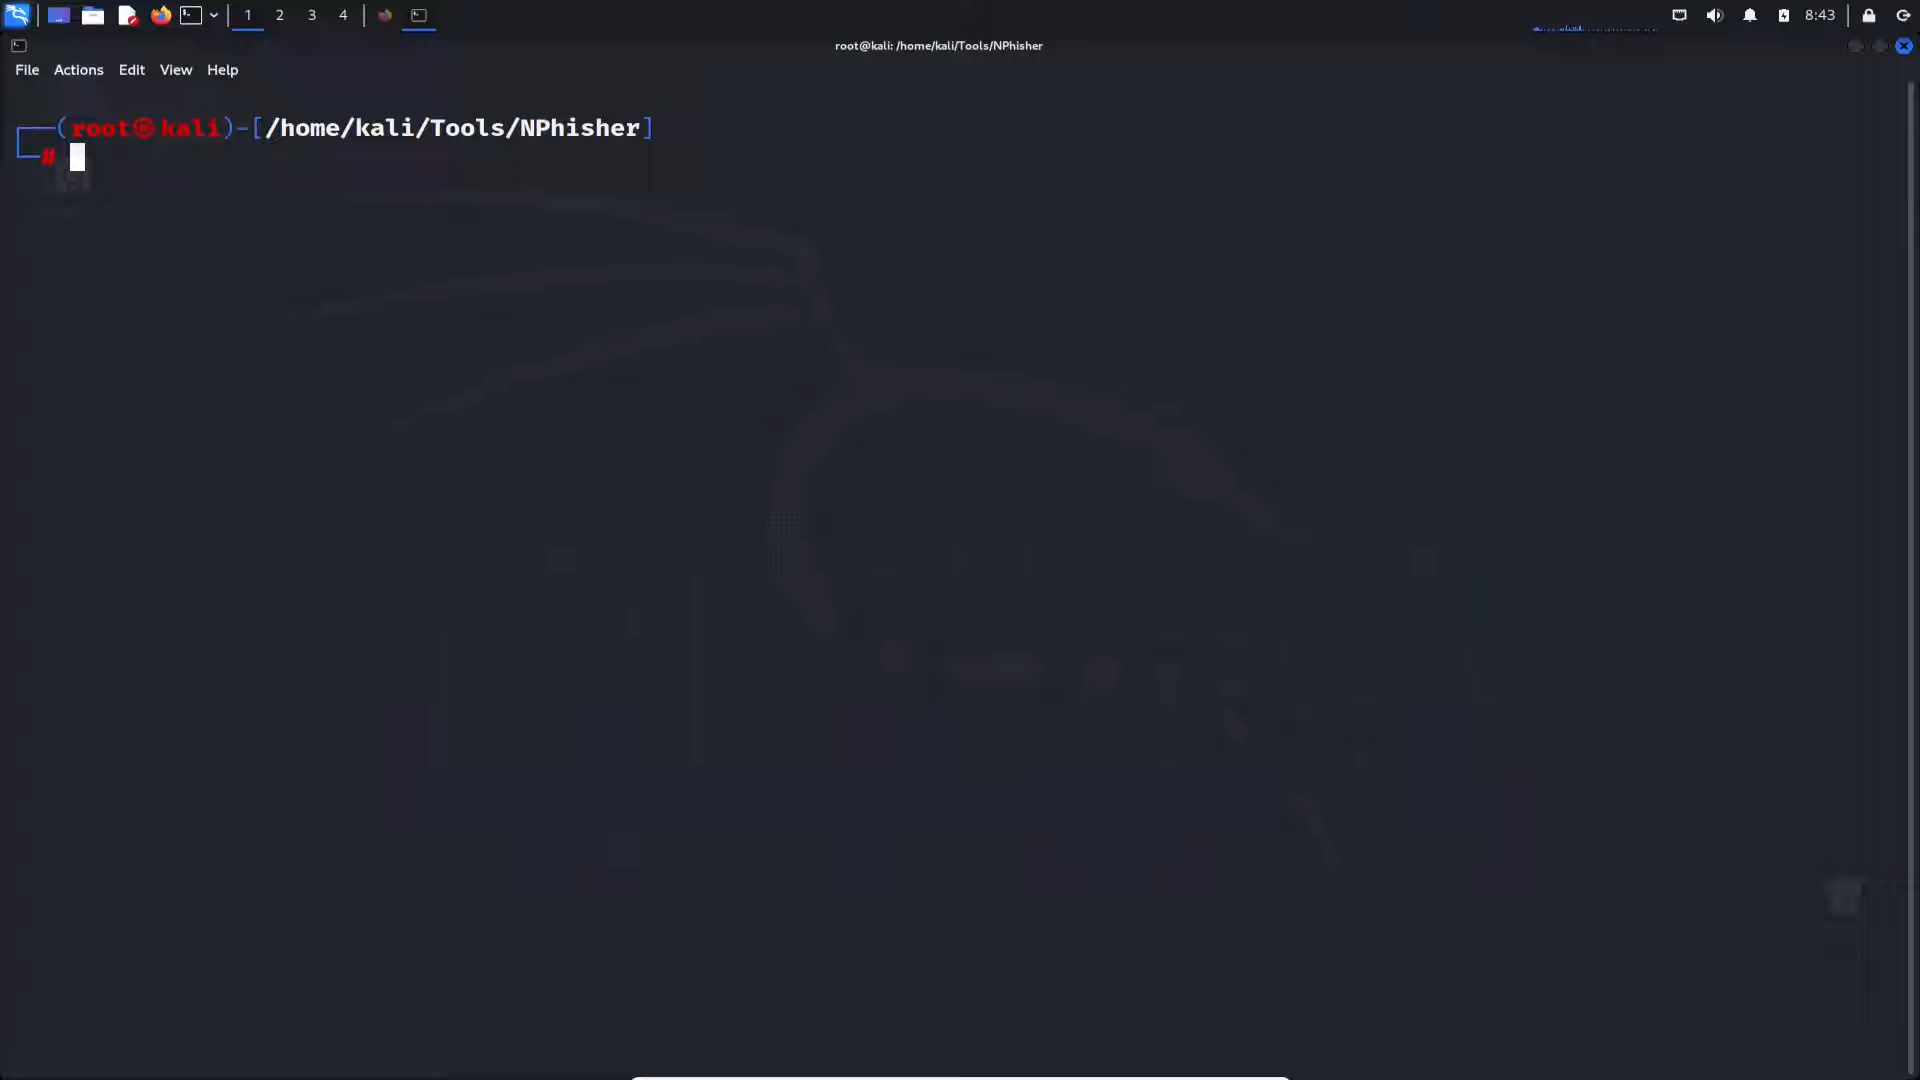 1 2 3 4 8:43
root@kali: /home/kali/Tools/NPhisher
File Actions Edit View Help
┌──(root㉿kali)-[/home/kali/Tools/NPhisher]
└─#